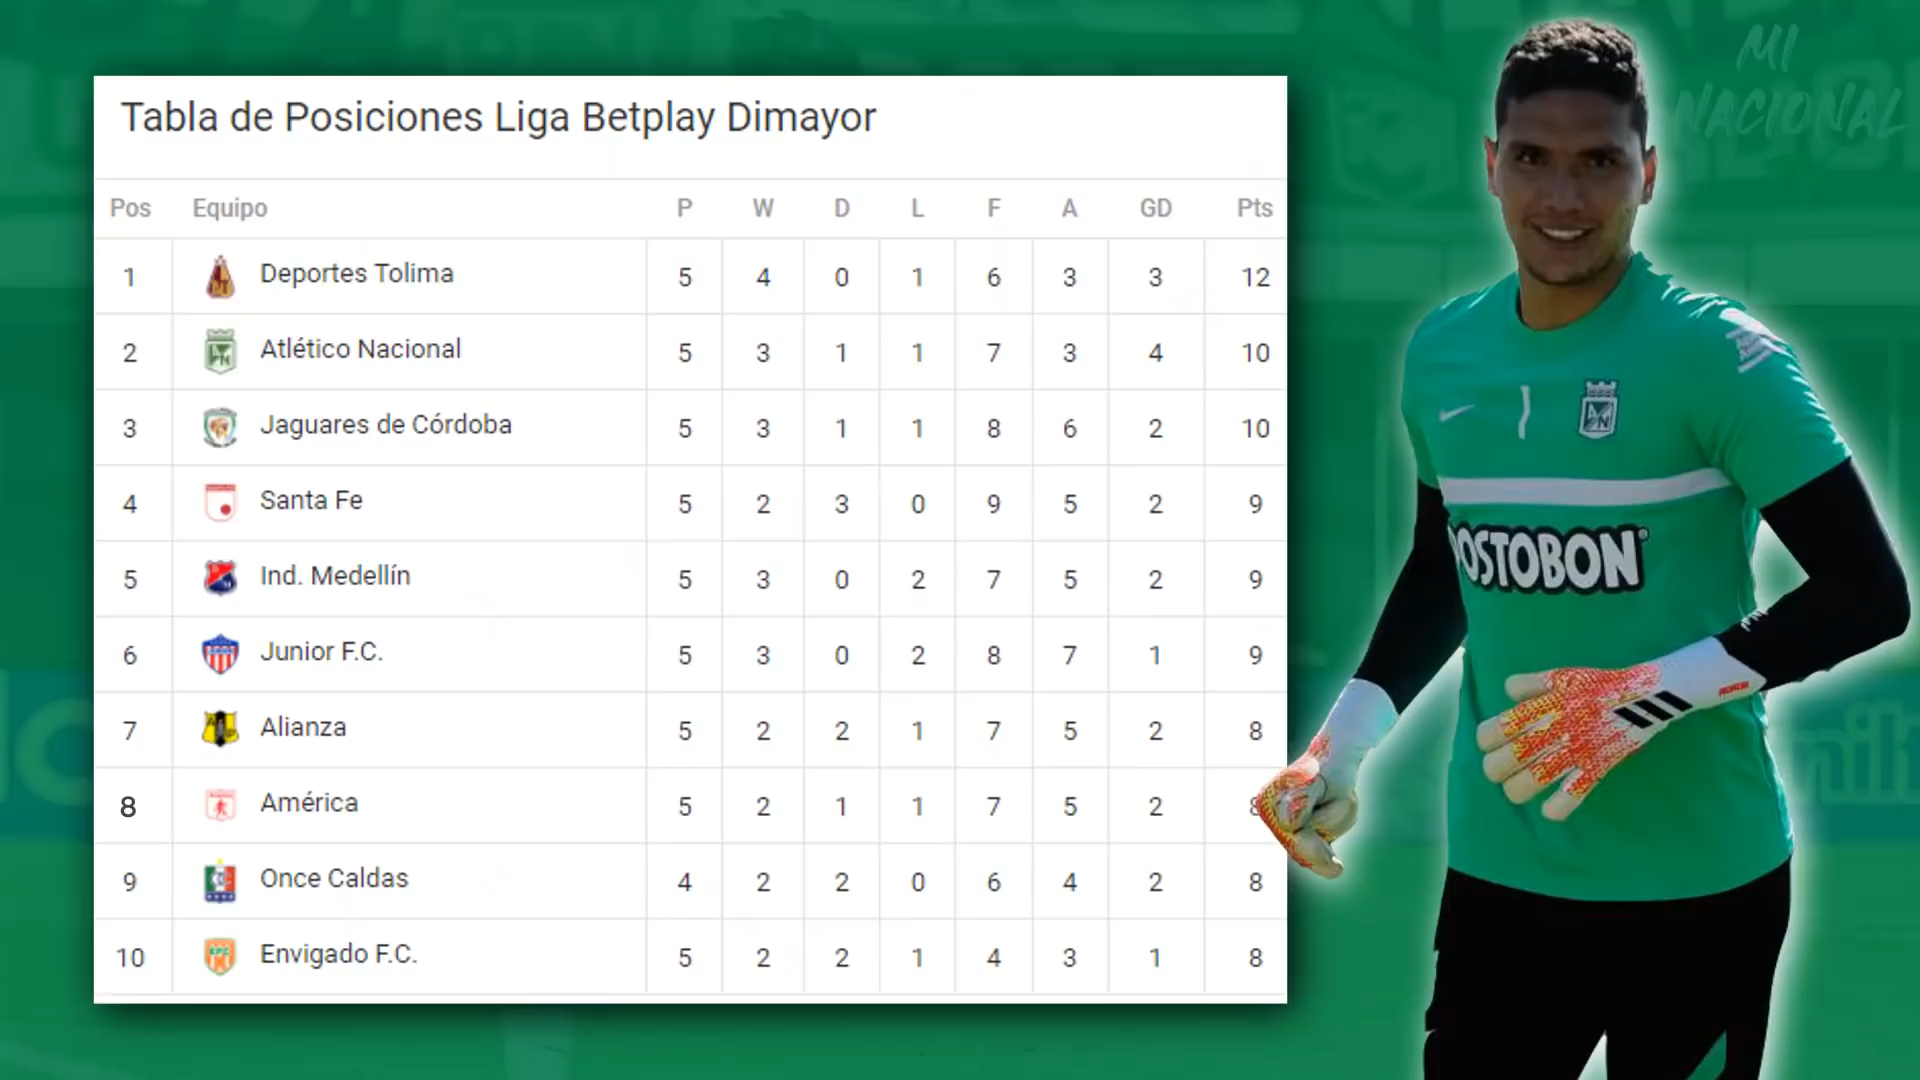 Tabla de Posiciones Liga Betplay Dimayor
Pos Equipo P W D L F A GD Pts
1 Deportes Tolima 5 4 0 1 6 3 3 12
2 Atlético Nacional 5 3 1 1 7 3 4 10
3 Jaguares de Córdoba 5 3 1 1 8 6 2 10
4 Santa Fe 5 2 3 0 9 5 2 9
5 Ind. Medellín 5 3 0 2 7 5 2 9
6 Junior F.C. 5 3 0 2 8 7 1 9
7 Alianza 5 2 2 1 7 5 2 8
8 América 5 2 1 1 7 5 2 8
9 Once Caldas 4 2 2 0 6 4 2 8
10 Envigado F.C. 5 2 2 1 4 3 1 8
MI
NACIONAL
1
OSTOBON